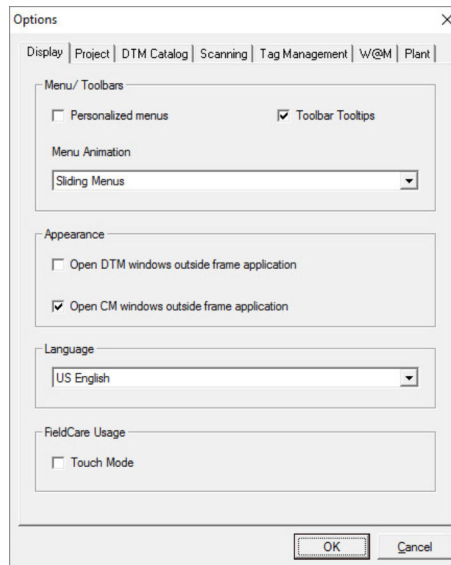 Options
Display Project DTM Catalog Scanning Tag Management W@M Plant
Menu/ Toolbars
Personalized menus Toolbar Tooltips
Menu Animation
Sliding Menus
Appearance
Open DTM windows outside frame application
Open CM windows outside frame application
Language
US English
FieldCare Usage
Touch Mode
OK Cancel